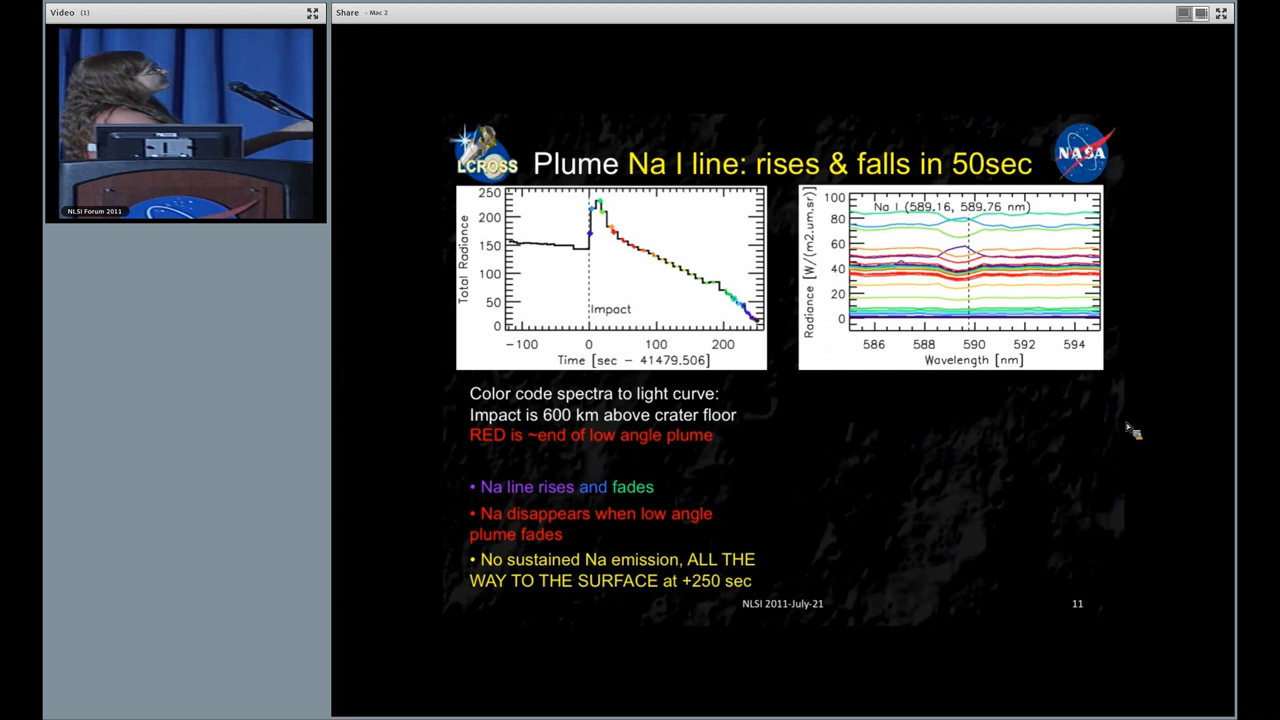 Video (1)
Share - Mac 2
NLSI Forum 2011
LCROSS
Plume Na I line: rises & falls in 50sec
NASA
250
200
150
100
50
0
Total Radiance
Impact
-100 0 100 200
Time [sec - 41479.506]
100
80
60
40
20
0
Radiance [W/(m2.um.sr)]
Na I (589.16, 589.76 nm)
586 588 590 592 594
Wavelength [nm]
Color code spectra to light curve:
Impact is 600 km above crater floor
RED is ~end of low angle plume
• Na line rises and fades
• Na disappears when low angle
plume fades
• No sustained Na emission, ALL THE
WAY TO THE SURFACE at +250 sec
NLSI 2011-July-21
11